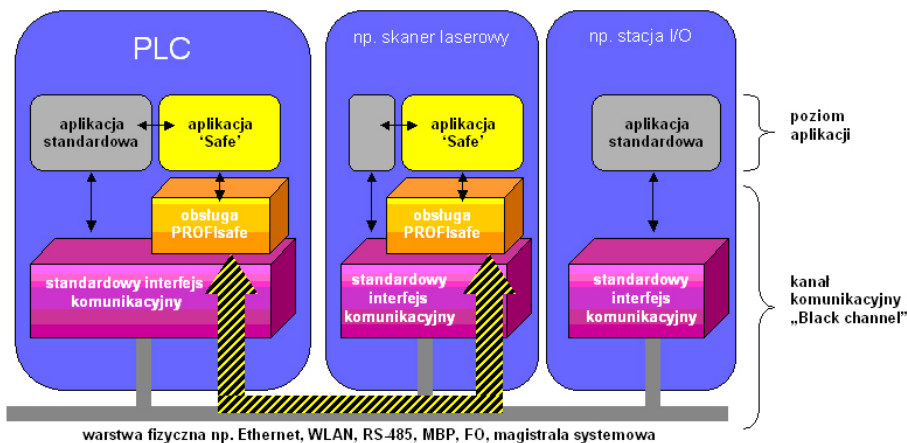 PLC
np. skaner laserowy
np. stacja I/O
aplikacja
standardowa
aplikacja
‘Safe’
aplikacja
‘Safe’
aplikacja
standardowa
poziom
aplikacji
obsługa
PROFIsafe
obsługa
PROFIsafe
standardowy interfejs
komunikacyjny
standardowy
interfejs
komunikacyjny
standardowy
interfejs
komunikacyjny
kanał
komunikacyjny
„Black channel”
warstwa fizyczna np. Ethernet, WLAN, RS-485, MBP, FO, magistrala systemowa